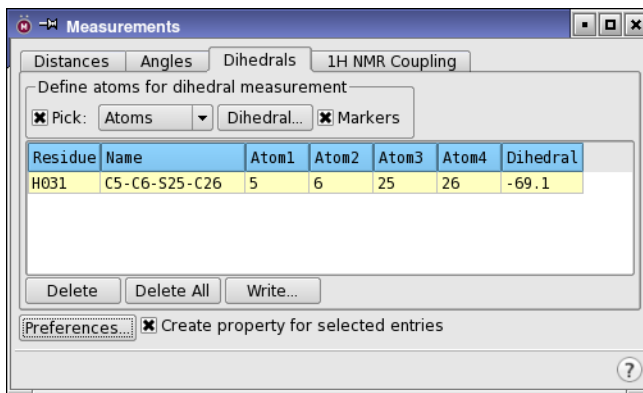 Measurements
Distances Angles Dihedrals 1H NMR Coupling
Define atoms for dihedral measurement
Pick: Atoms Dihedral... Markers
Residue Name Atom1 Atom2 Atom3 Atom4 Dihedral
H031 C5-C6-S25-C26 5 6 25 26 -69.1
Delete Delete All Write...
Preferences... Create property for selected entries
?